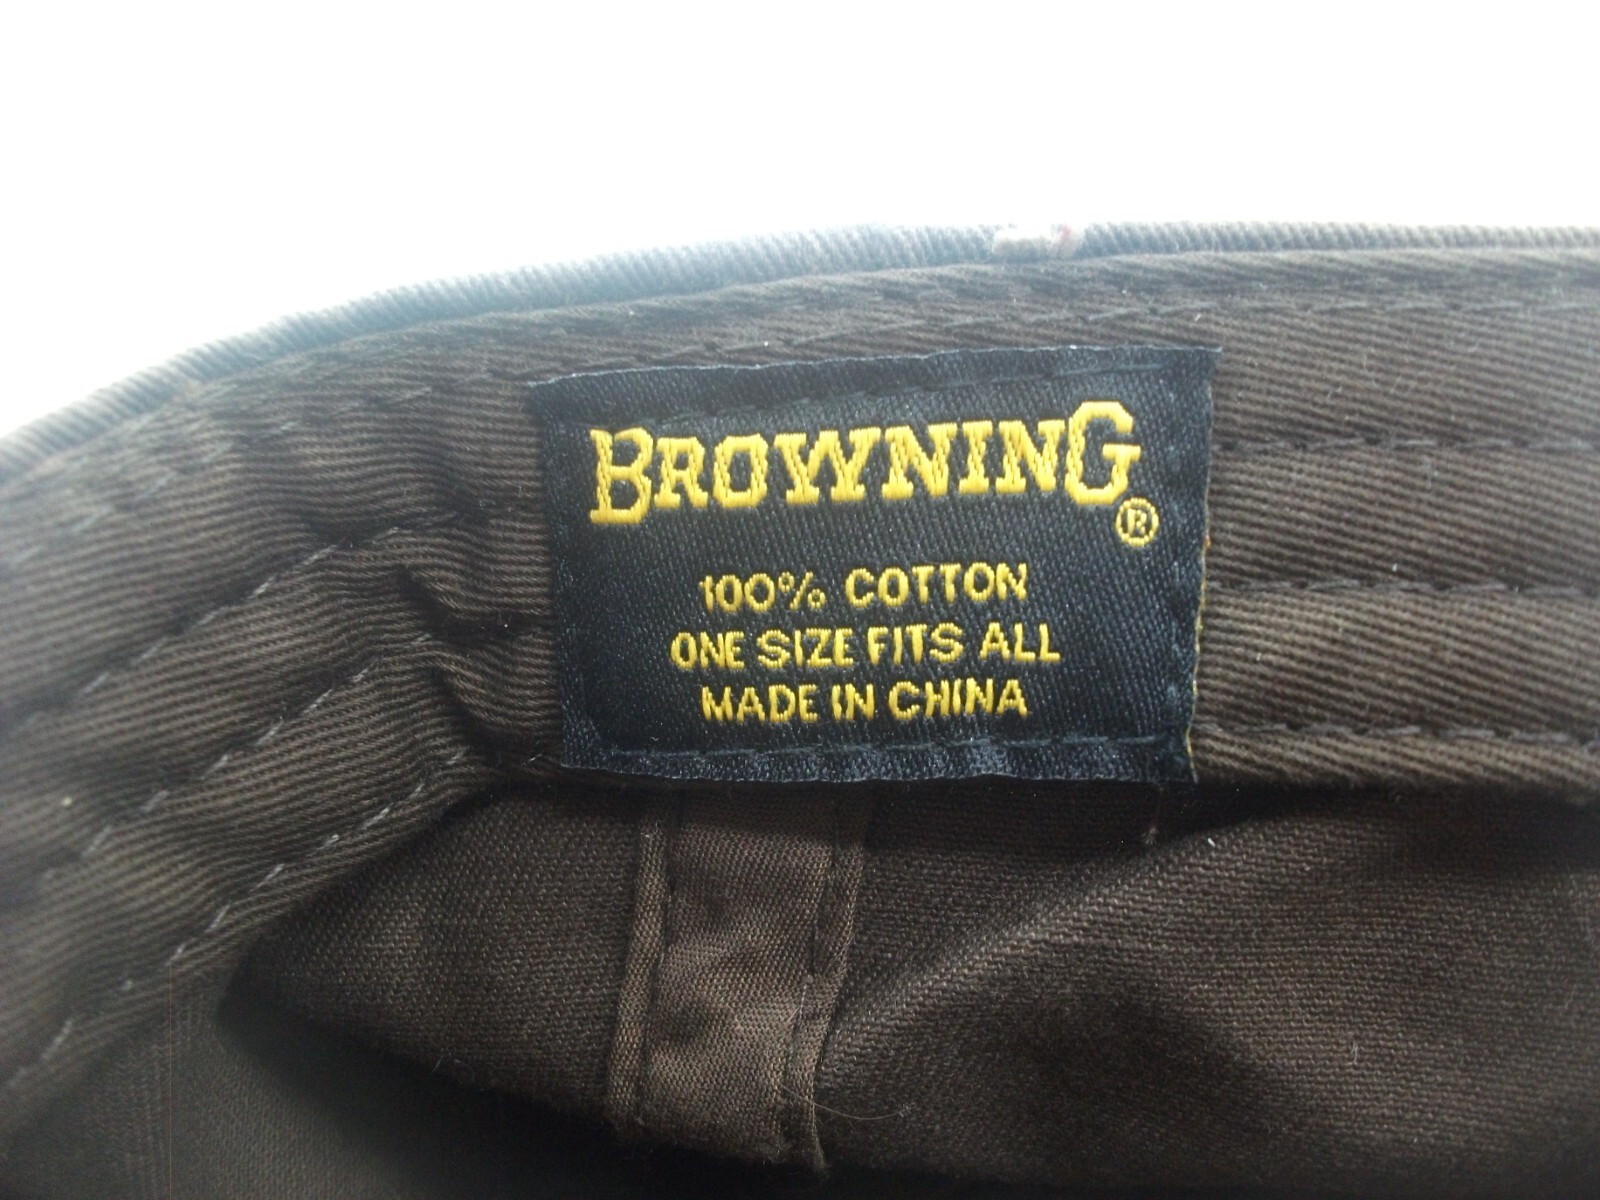 BROWNING®
100% COTTON
ONE SIZE FITS ALL
MADE IN CHINA